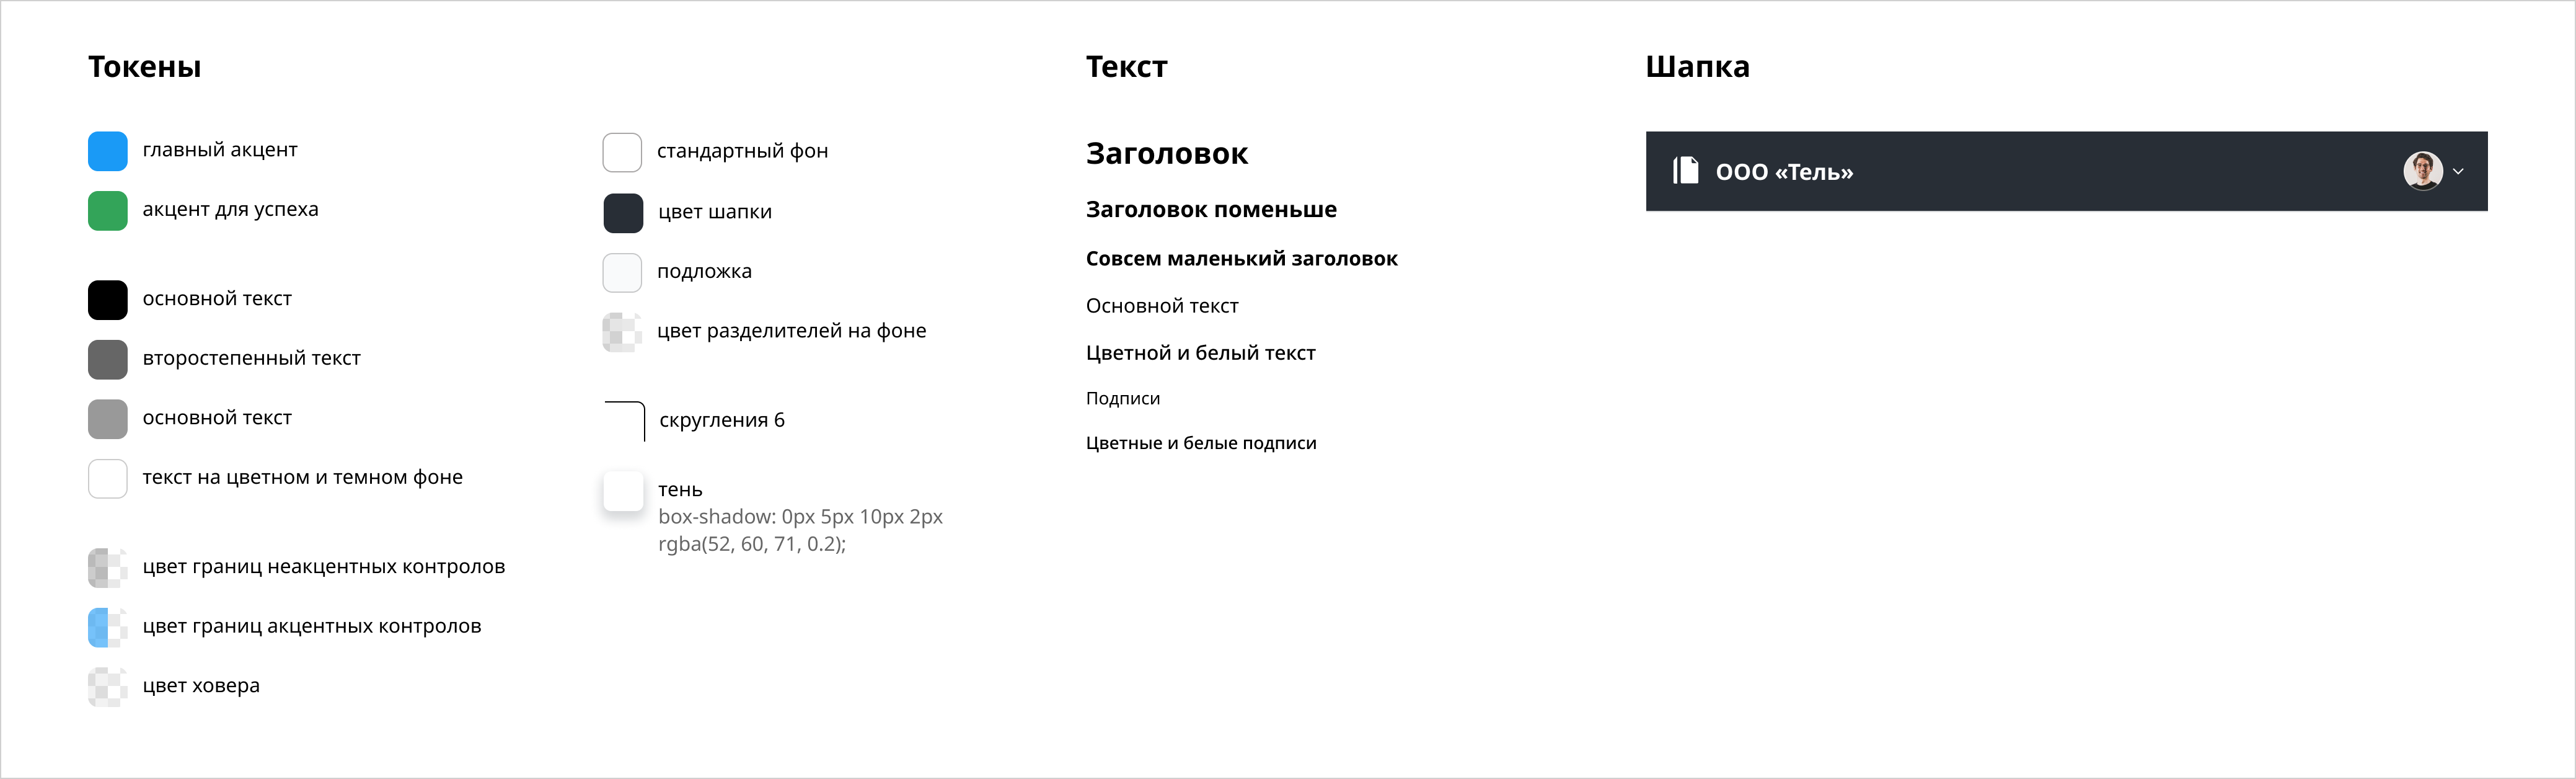 Токены
главный акцент
акцент для успеха
основной текст
второстепенный текст
основной текст
текст на цветном и темном фоне
цвет границ неакцентных контролов
цвет границ акцентных контролов
цвет ховера
стандартный фон
цвет шапки
подложка
цвет разделителей на фоне
скругления 6
тень
box-shadow: 0px 5px 10px 2px
rgba(52, 60, 71, 0.2);
Текст
Заголовок
Заголовок поменьше
Совсем маленький заголовок
Основной текст
Цветной и белый текст
Подписи
Цветные и белые подписи
Шапка
ООО «Тель»